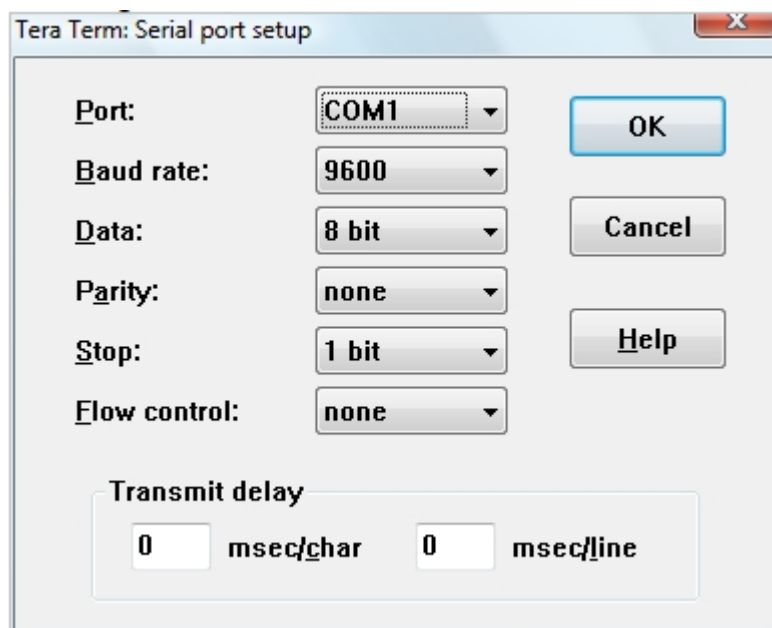 Tera Term: Serial port setup
Port: COM1 OK
Baud rate: 9600
Data: 8 bit Cancel
Parity: none
Stop: 1 bit Help
Flow control: none
Transmit delay
0 msec/char 0 msec/line